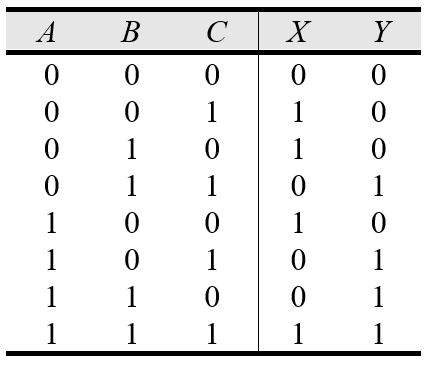 A B C X Y
0 0 0 0 0
0 0 1 1 0
0 1 0 1 0
0 1 1 0 1
1 0 0 1 0
1 0 1 0 1
1 1 0 0 1
1 1 1 1 1